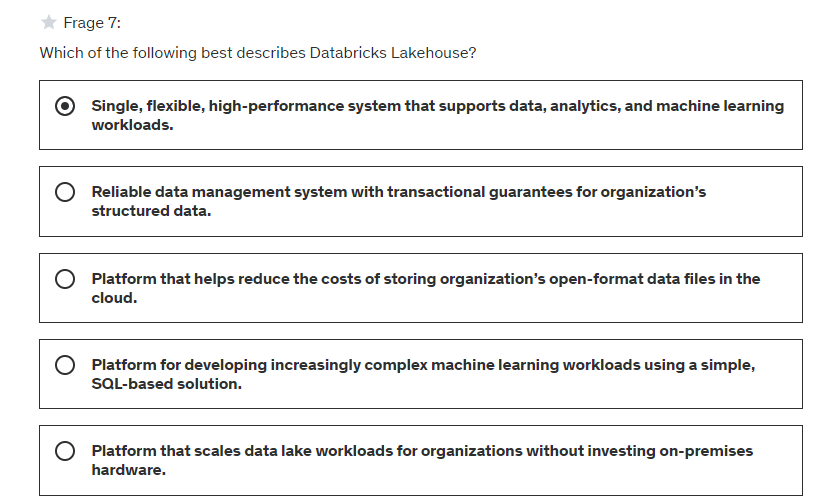 Frage 7:
Which of the following best describes Databricks Lakehouse?
Single, flexible, high-performance system that supports data, analytics, and machine learning
workloads.
Reliable data management system with transactional guarantees for organization’s
structured data.
Platform that helps reduce the costs of storing organization’s open-format data files in the
cloud.
Platform for developing increasingly complex machine learning workloads using a simple,
SQL-based solution.
Platform that scales data lake workloads for organizations without investing on-premises
hardware.